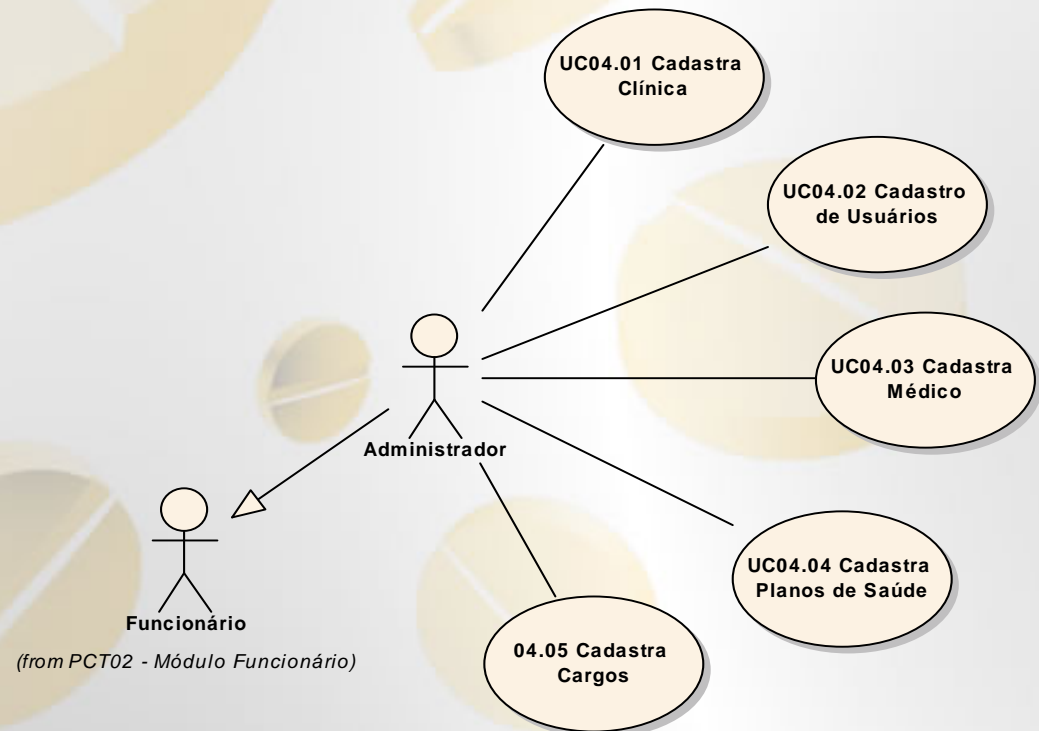 UC04.01 Cadastra
Clínica
UC04.02 Cadastro
de Usuários
UC04.03 Cadastra
Médico
Administrador
UC04.04 Cadastra
Planos de Saúde
Funcionário
(from PCT02 - Módulo Funcionário)
04.05 Cadastra
Cargos